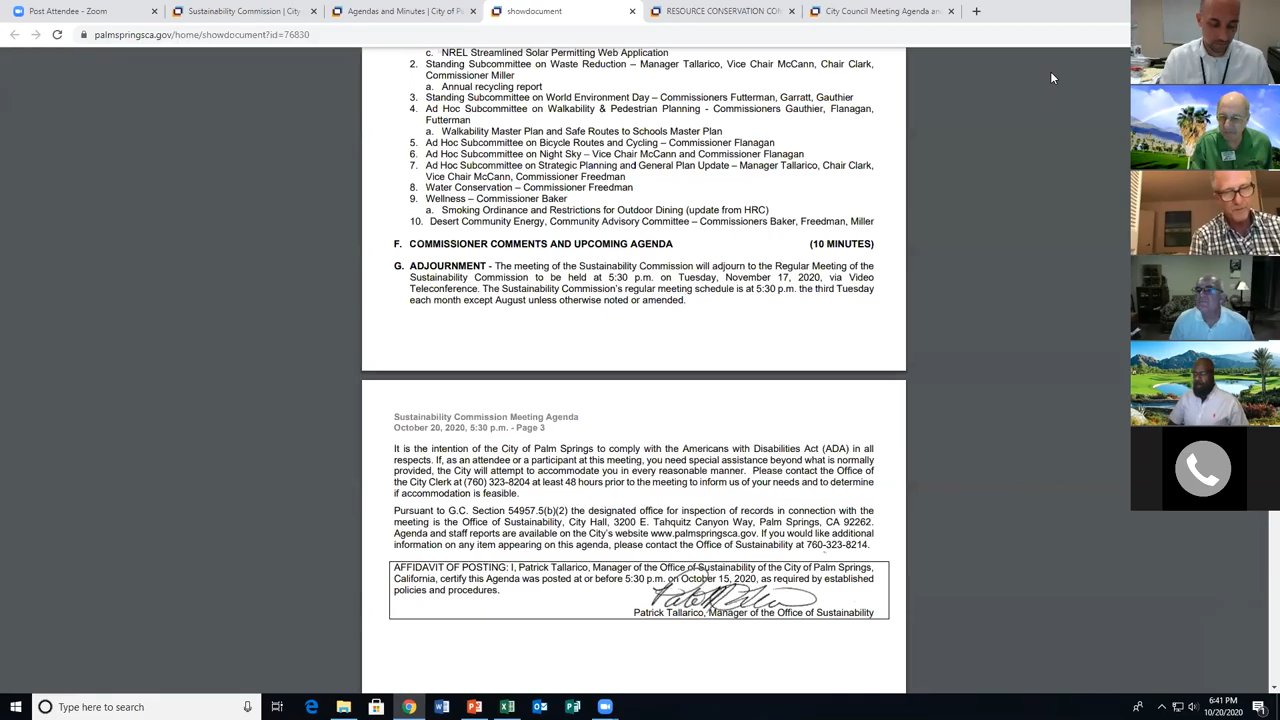 Post Attendee - Zoom
Sustainability Commission | City
Agendas and Minutes | City of P
showdocument
RESOURCE CONSERVATION CO
City Council Meeting Agenda an
palmspringsca.gov/home/showdocument?id=76830
c. NREL Streamlined Solar Permitting Web Application
2. Standing Subcommittee on Waste Reduction – Manager Tallarico, Vice Chair McCann, Chair Clark,
Commissioner Miller
a. Annual recycling report
3. Standing Subcommittee on World Environment Day – Commissioners Futterman, Garratt, Gauthier
4. Ad Hoc Subcommittee on Walkability & Pedestrian Planning - Commissioners Gauthier, Flanagan,
Futterman
a. Walkability Master Plan and Safe Routes to Schools Master Plan
5. Ad Hoc Subcommittee on Bicycle Routes and Cycling – Commissioner Flanagan
6. Ad Hoc Subcommittee on Night Sky – Vice Chair McCann and Commissioner Flanagan
7. Ad Hoc Subcommittee on Strategic Planning and General Plan Update – Manager Tallarico, Chair Clark,
Vice Chair McCann, Commissioner Freedman
8. Water Conservation – Commissioner Freedman
9. Wellness – Commissioner Baker
a. Smoking Ordinance and Restrictions for Outdoor Dining (update from HRC)
10. Desert Community Energy, Community Advisory Committee – Commissioners Baker, Freedman, Miller
F. COMMISSIONER COMMENTS AND UPCOMING AGENDA (10 MINUTES)
G. ADJOURNMENT - The meeting of the Sustainability Commission will adjourn to the Regular Meeting of the
Sustainability Commission to be held at 5:30 p.m. on Tuesday, November 17, 2020, via Video
Teleconference. The Sustainability Commission's regular meeting schedule is at 5:30 p.m. the third Tuesday
each month except August unless otherwise noted or amended.
Sustainability Commission Meeting Agenda
October 20, 2020, 5:30 p.m. - Page 3
It is the intention of the City of Palm Springs to comply with the Americans with Disabilities Act (ADA) in all
respects. If, as an attendee or a participant at this meeting, you need special assistance beyond what is normally
provided, the City will attempt to accommodate you in every reasonable manner. Please contact the Office of
the City Clerk at (760) 323-8204 at least 48 hours prior to the meeting to inform us of your needs and to determine
if accommodation is feasible.
Pursuant to G.C. Section 54957.5(b)(2) the designated office for inspection of records in connection with the
meeting is the Office of Sustainability, City Hall, 3200 E. Tahquitz Canyon Way, Palm Springs, CA 92262.
Agenda and staff reports are available on the City's website www.palmspringsca.gov. If you would like additional
information on any item appearing on this agenda, please contact the Office of Sustainability at 760-323-8214.
AFFIDAVIT OF POSTING: I, Patrick Tallarico, Manager of the Office of Sustainability of the City of Palm Springs,
California, certify this Agenda was posted at or before 5:30 p.m. on October 15, 2020, as required by established
policies and procedures.
Patrick Tallarico, Manager of the Office of Sustainability
Type here to search
6:41 PM
10/20/2020